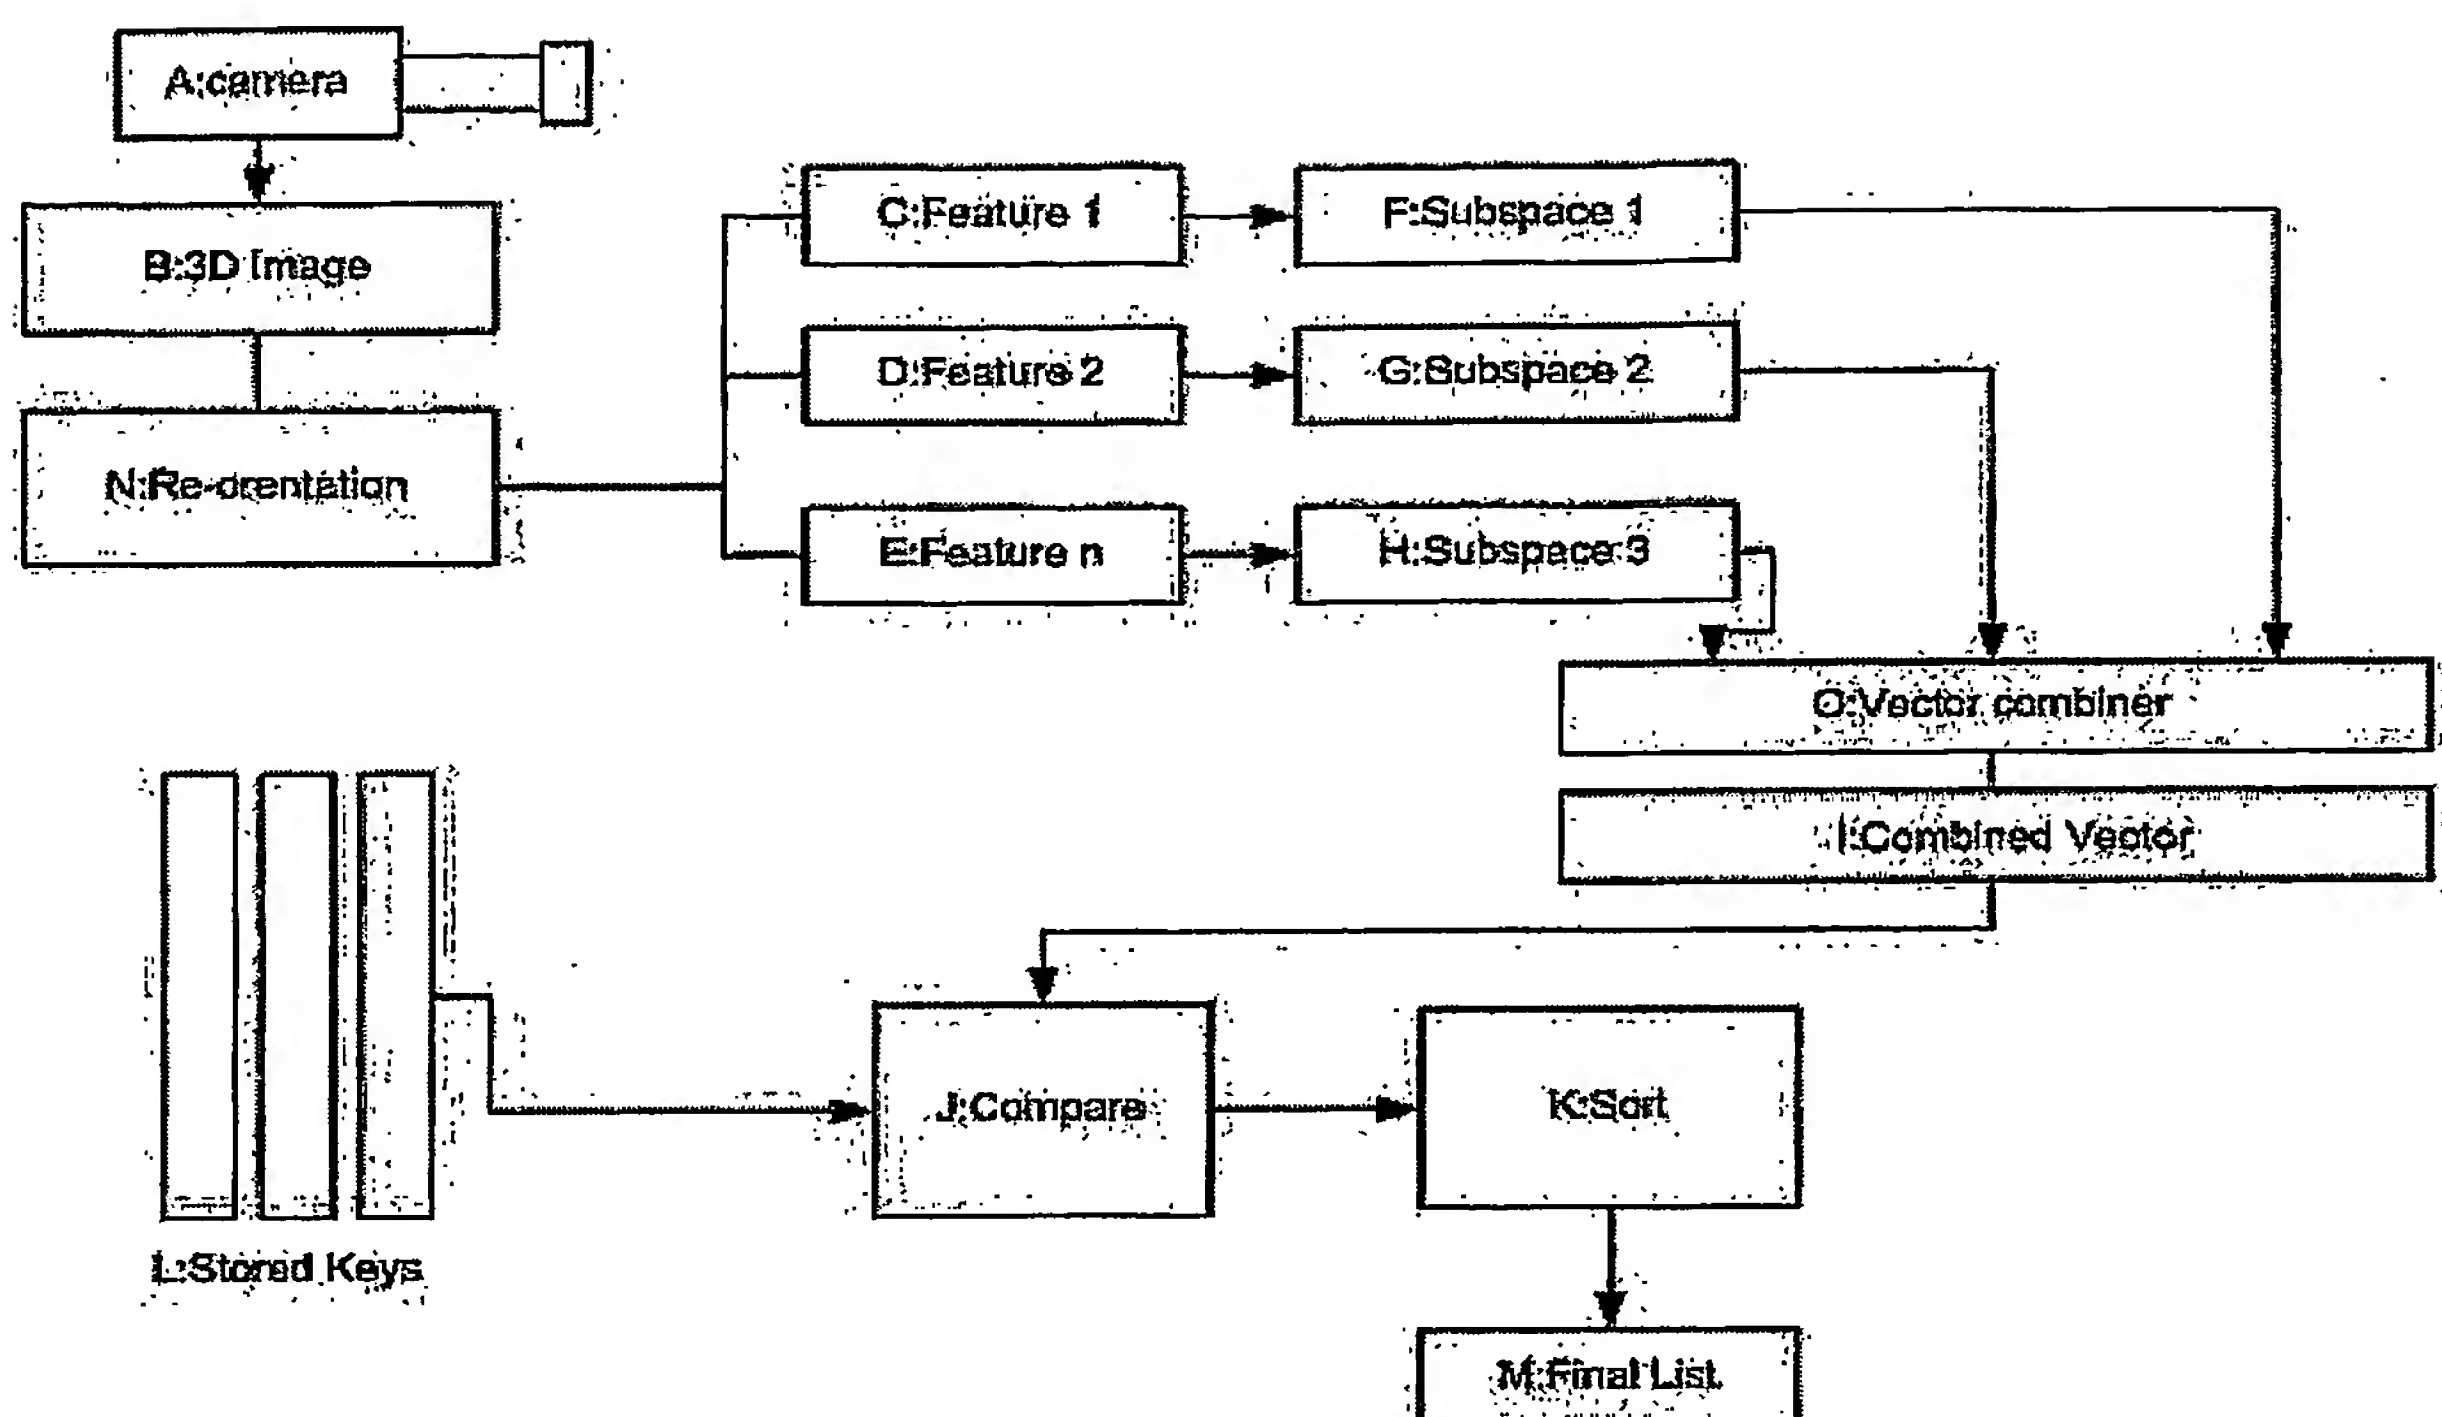 A:camera
B:3D Image
N:Re-orentation
C:Feature 1
F:Subspace 1
D:Feature 2
G:Subspace 2
E:Feature n
H:Subspace 3
O:Vector combiner
I:Combined Vector
L:Stored Keys
J:Compare
K:Sort
M:Final List